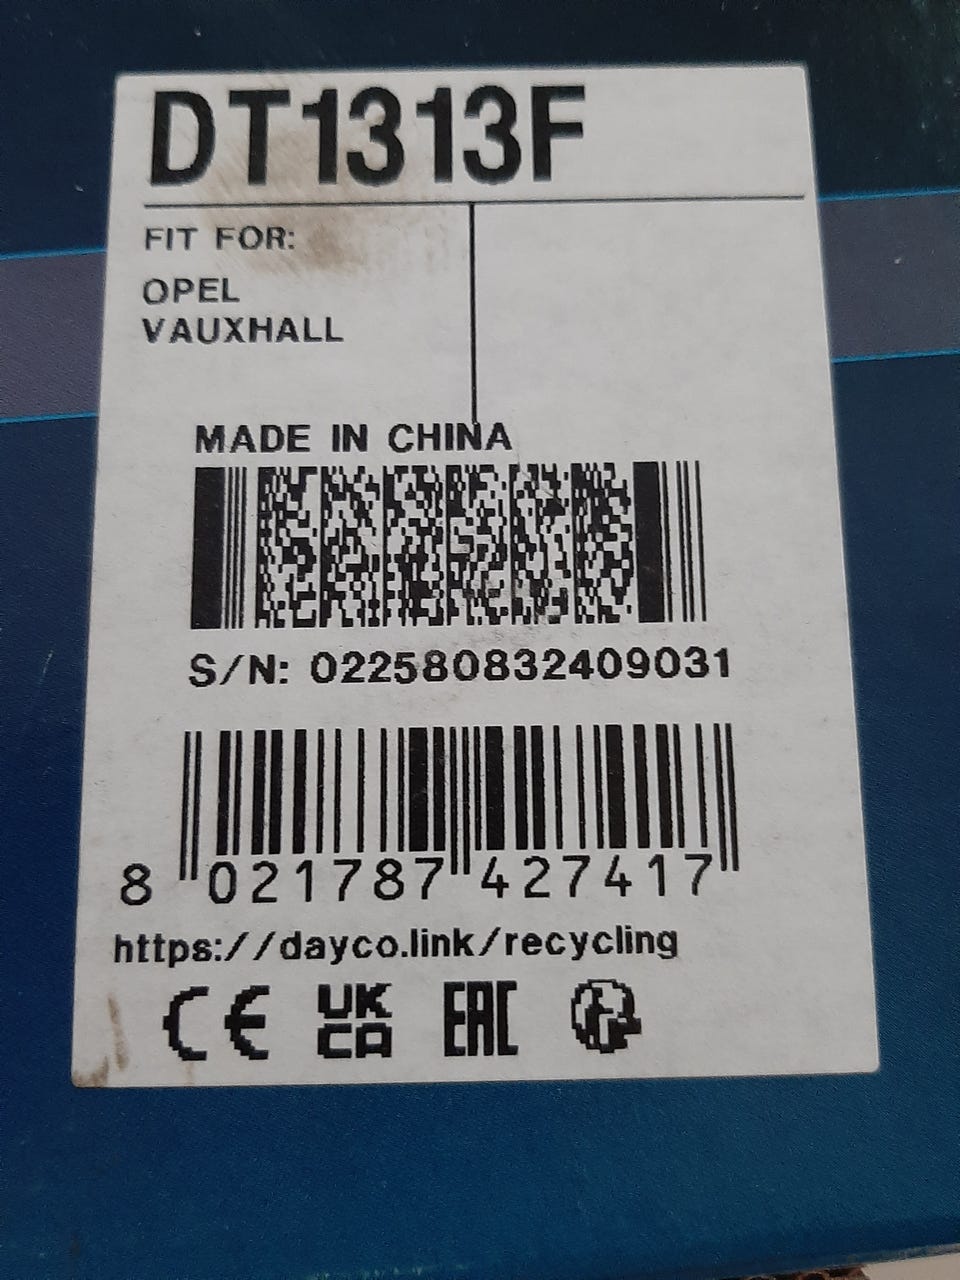 DT1313F
FIT FOR:
OPEL
VAUXHALL
MADE IN CHINA
S/N: 022580832409031
8 021787 427417
https://dayco.link/recycling
CE UK CA EAC